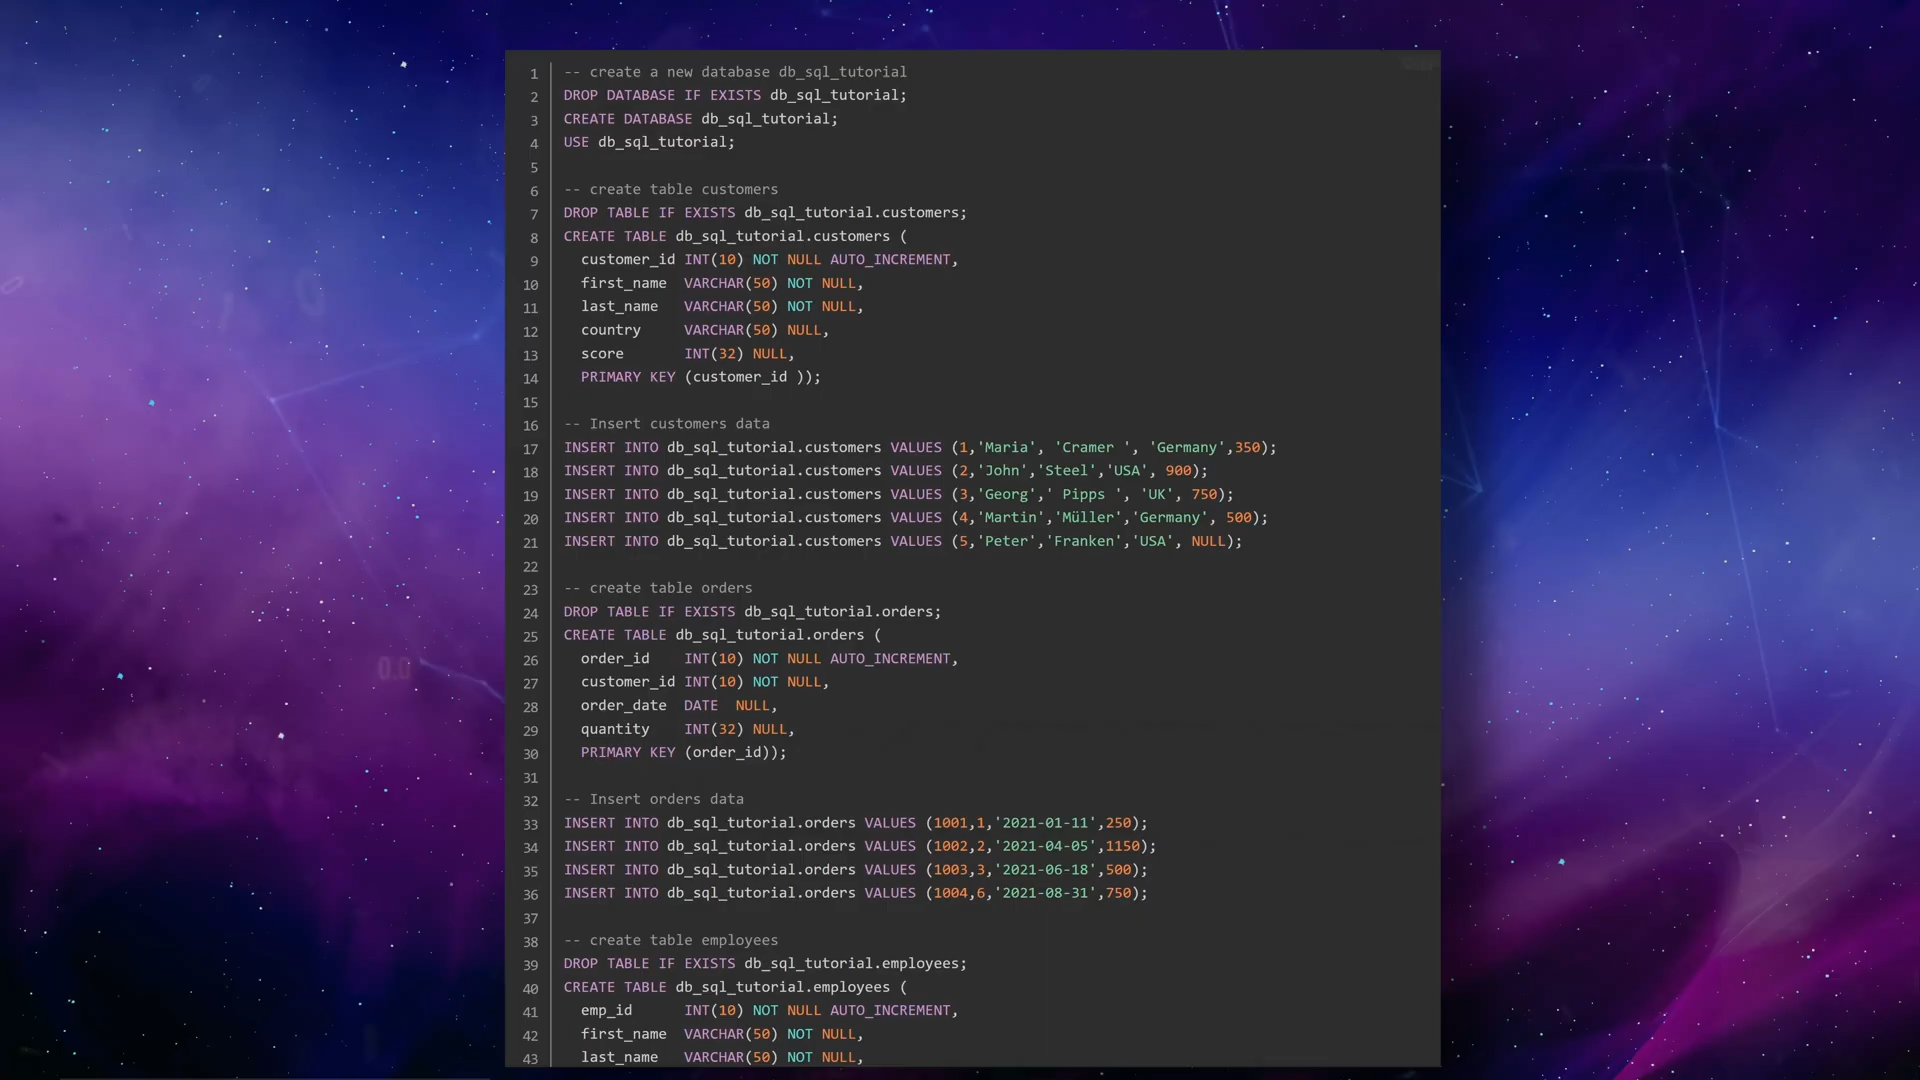 1 -- create a new database db_sql_tutorial
2 DROP DATABASE IF EXISTS db_sql_tutorial;
3 CREATE DATABASE db_sql_tutorial;
4 USE db_sql_tutorial;
5
6 -- create table customers
7 DROP TABLE IF EXISTS db_sql_tutorial.customers;
8 CREATE TABLE db_sql_tutorial.customers (
9   customer_id INT(10) NOT NULL AUTO_INCREMENT,
10   first_name  VARCHAR(50) NOT NULL,
11   last_name   VARCHAR(50) NOT NULL,
12   country     VARCHAR(50) NULL,
13   score       INT(32) NULL,
14   PRIMARY KEY (customer_id ));
15
16 -- Insert customers data
17 INSERT INTO db_sql_tutorial.customers VALUES (1,'Maria', 'Cramer ', 'Germany',350);
18 INSERT INTO db_sql_tutorial.customers VALUES (2,'John','Steel','USA', 900);
19 INSERT INTO db_sql_tutorial.customers VALUES (3,'Georg',' Pipps ', 'UK', 750);
20 INSERT INTO db_sql_tutorial.customers VALUES (4,'Martin','Müller','Germany', 500);
21 INSERT INTO db_sql_tutorial.customers VALUES (5,'Peter','Franken','USA', NULL);
22
23 -- create table orders
24 DROP TABLE IF EXISTS db_sql_tutorial.orders;
25 CREATE TABLE db_sql_tutorial.orders (
26   order_id    INT(10) NOT NULL AUTO_INCREMENT,
27   customer_id INT(10) NOT NULL,
28   order_date  DATE  NULL,
29   quantity    INT(32) NULL,
30   PRIMARY KEY (order_id));
31
32 -- Insert orders data
33 INSERT INTO db_sql_tutorial.orders VALUES (1001,1,'2021-01-11',250);
34 INSERT INTO db_sql_tutorial.orders VALUES (1002,2,'2021-04-05',1150);
35 INSERT INTO db_sql_tutorial.orders VALUES (1003,3,'2021-06-18',500);
36 INSERT INTO db_sql_tutorial.orders VALUES (1004,6,'2021-08-31',750);
37
38 -- create table employees
39 DROP TABLE IF EXISTS db_sql_tutorial.employees;
40 CREATE TABLE db_sql_tutorial.employees (
41   emp_id      INT(10) NOT NULL AUTO_INCREMENT,
42   first_name  VARCHAR(50) NOT NULL,
43   last_name   VARCHAR(50) NOT NULL,